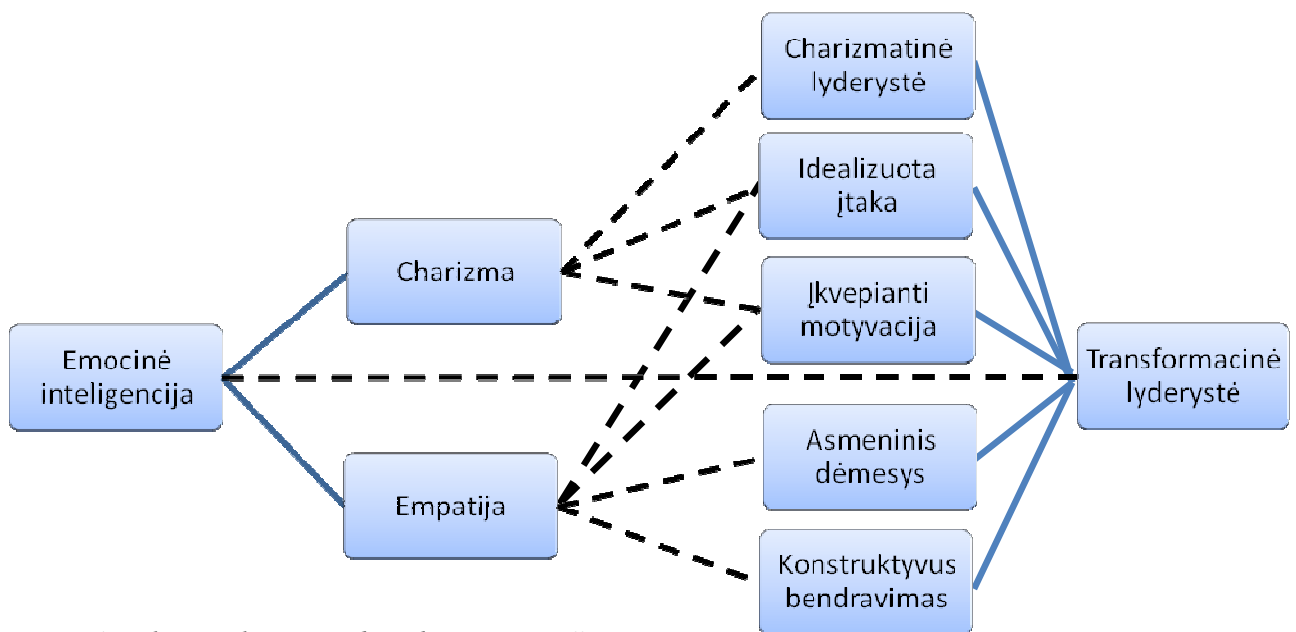 Charizmatinė
lyderystė
Idealizuota
įtaka
Charizma
Įkvepianti
motyvacija
Emocinė
inteligencija
Transformacinė
lyderystė
Asmeninis
dėmesys
Empatija
Konstruktyvus
bendravimas